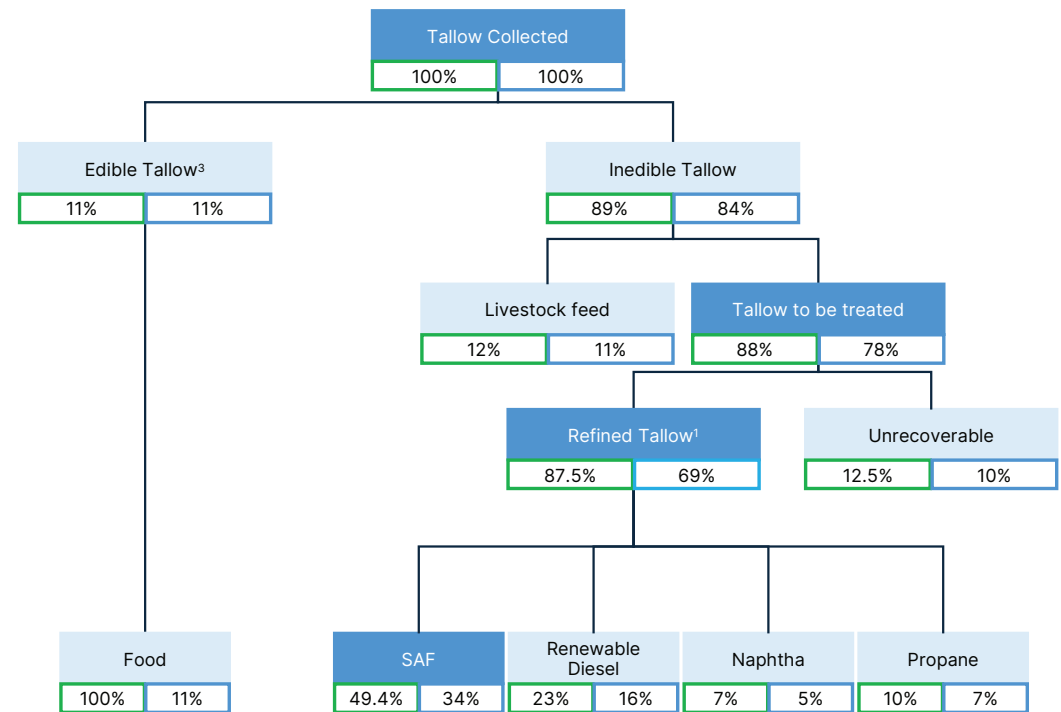 Tallow Collected
100% 100%
Edible Tallow³
11% 11%
Inedible Tallow
89% 84%
Livestock feed
12% 11%
Tallow to be treated
88% 78%
Refined Tallow¹
87.5% 69%
Unrecoverable
12.5% 10%
Food
100% 11%
SAF
49.4% 34%
Renewable
Diesel
23% 16%
Naphtha
7% 5%
Propane
10% 7%